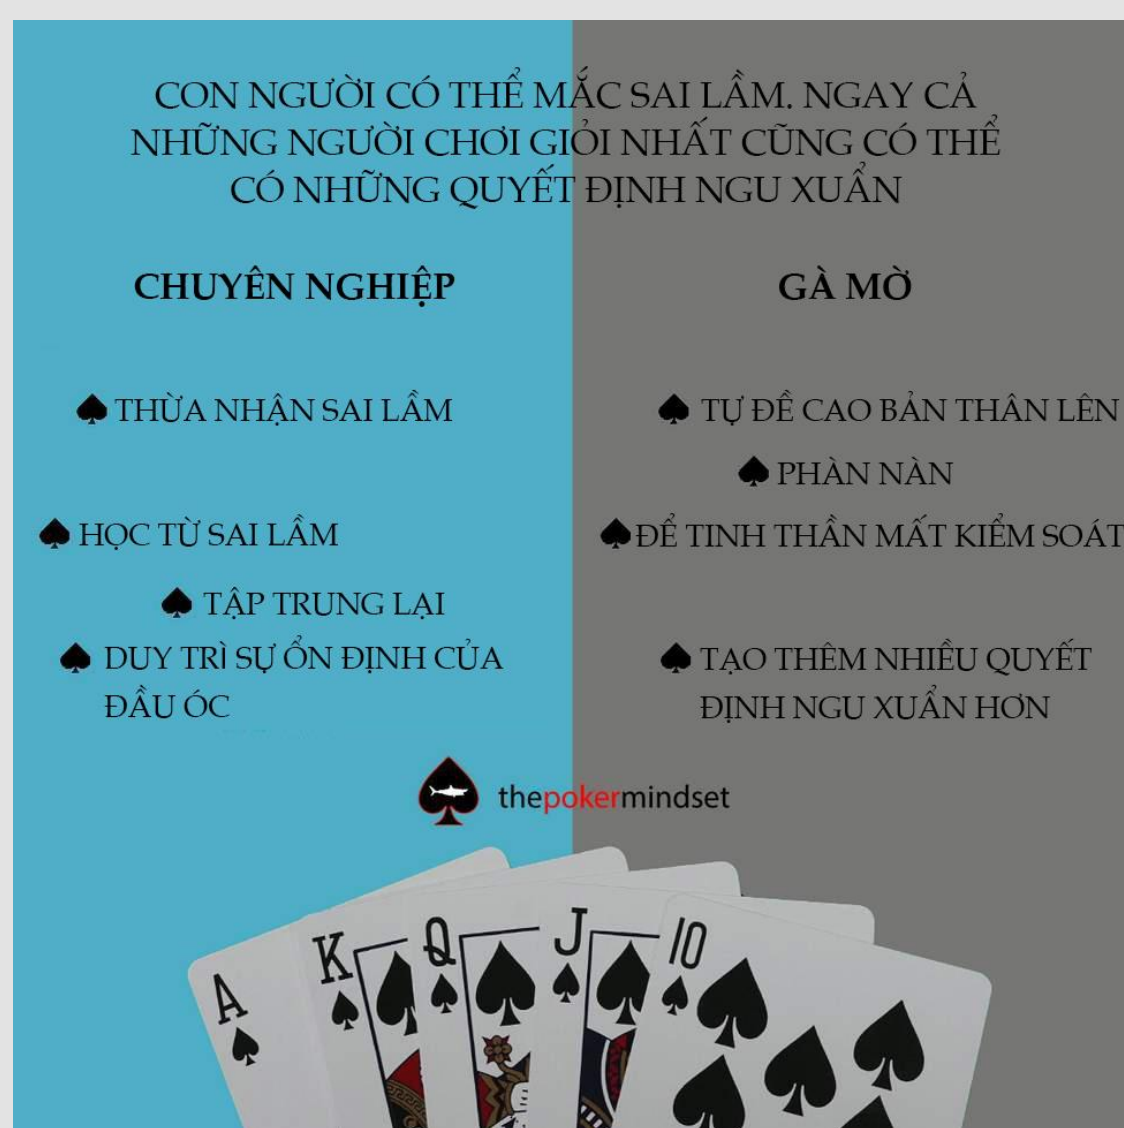 CON NGƯỜI CÓ THỂ MẮC SAI LẦM. NGAY CẢ
NHỮNG NGƯỜI CHƠI GIỎI NHẤT CŨNG CÓ THỂ
CÓ NHỮNG QUYẾT ĐỊNH NGU XUẨN
CHUYÊN NGHIỆP
THỪA NHẬN SAI LẦM
HỌC TỪ SAI LẦM
TẬP TRUNG LẠI
DUY TRÌ SỰ ỔN ĐỊNH CỦA
ĐẦU ÓC
GÀ MỜ
TỰ ĐỀ CAO BẢN THÂN LÊN
PHÀN NÀN
ĐỂ TINH THẦN MẤT KIỂM SOÁT
TẠO THÊM NHIỀU QUYẾT
ĐỊNH NGU XUẨN HƠN
thepokermindset
A K Q J 10